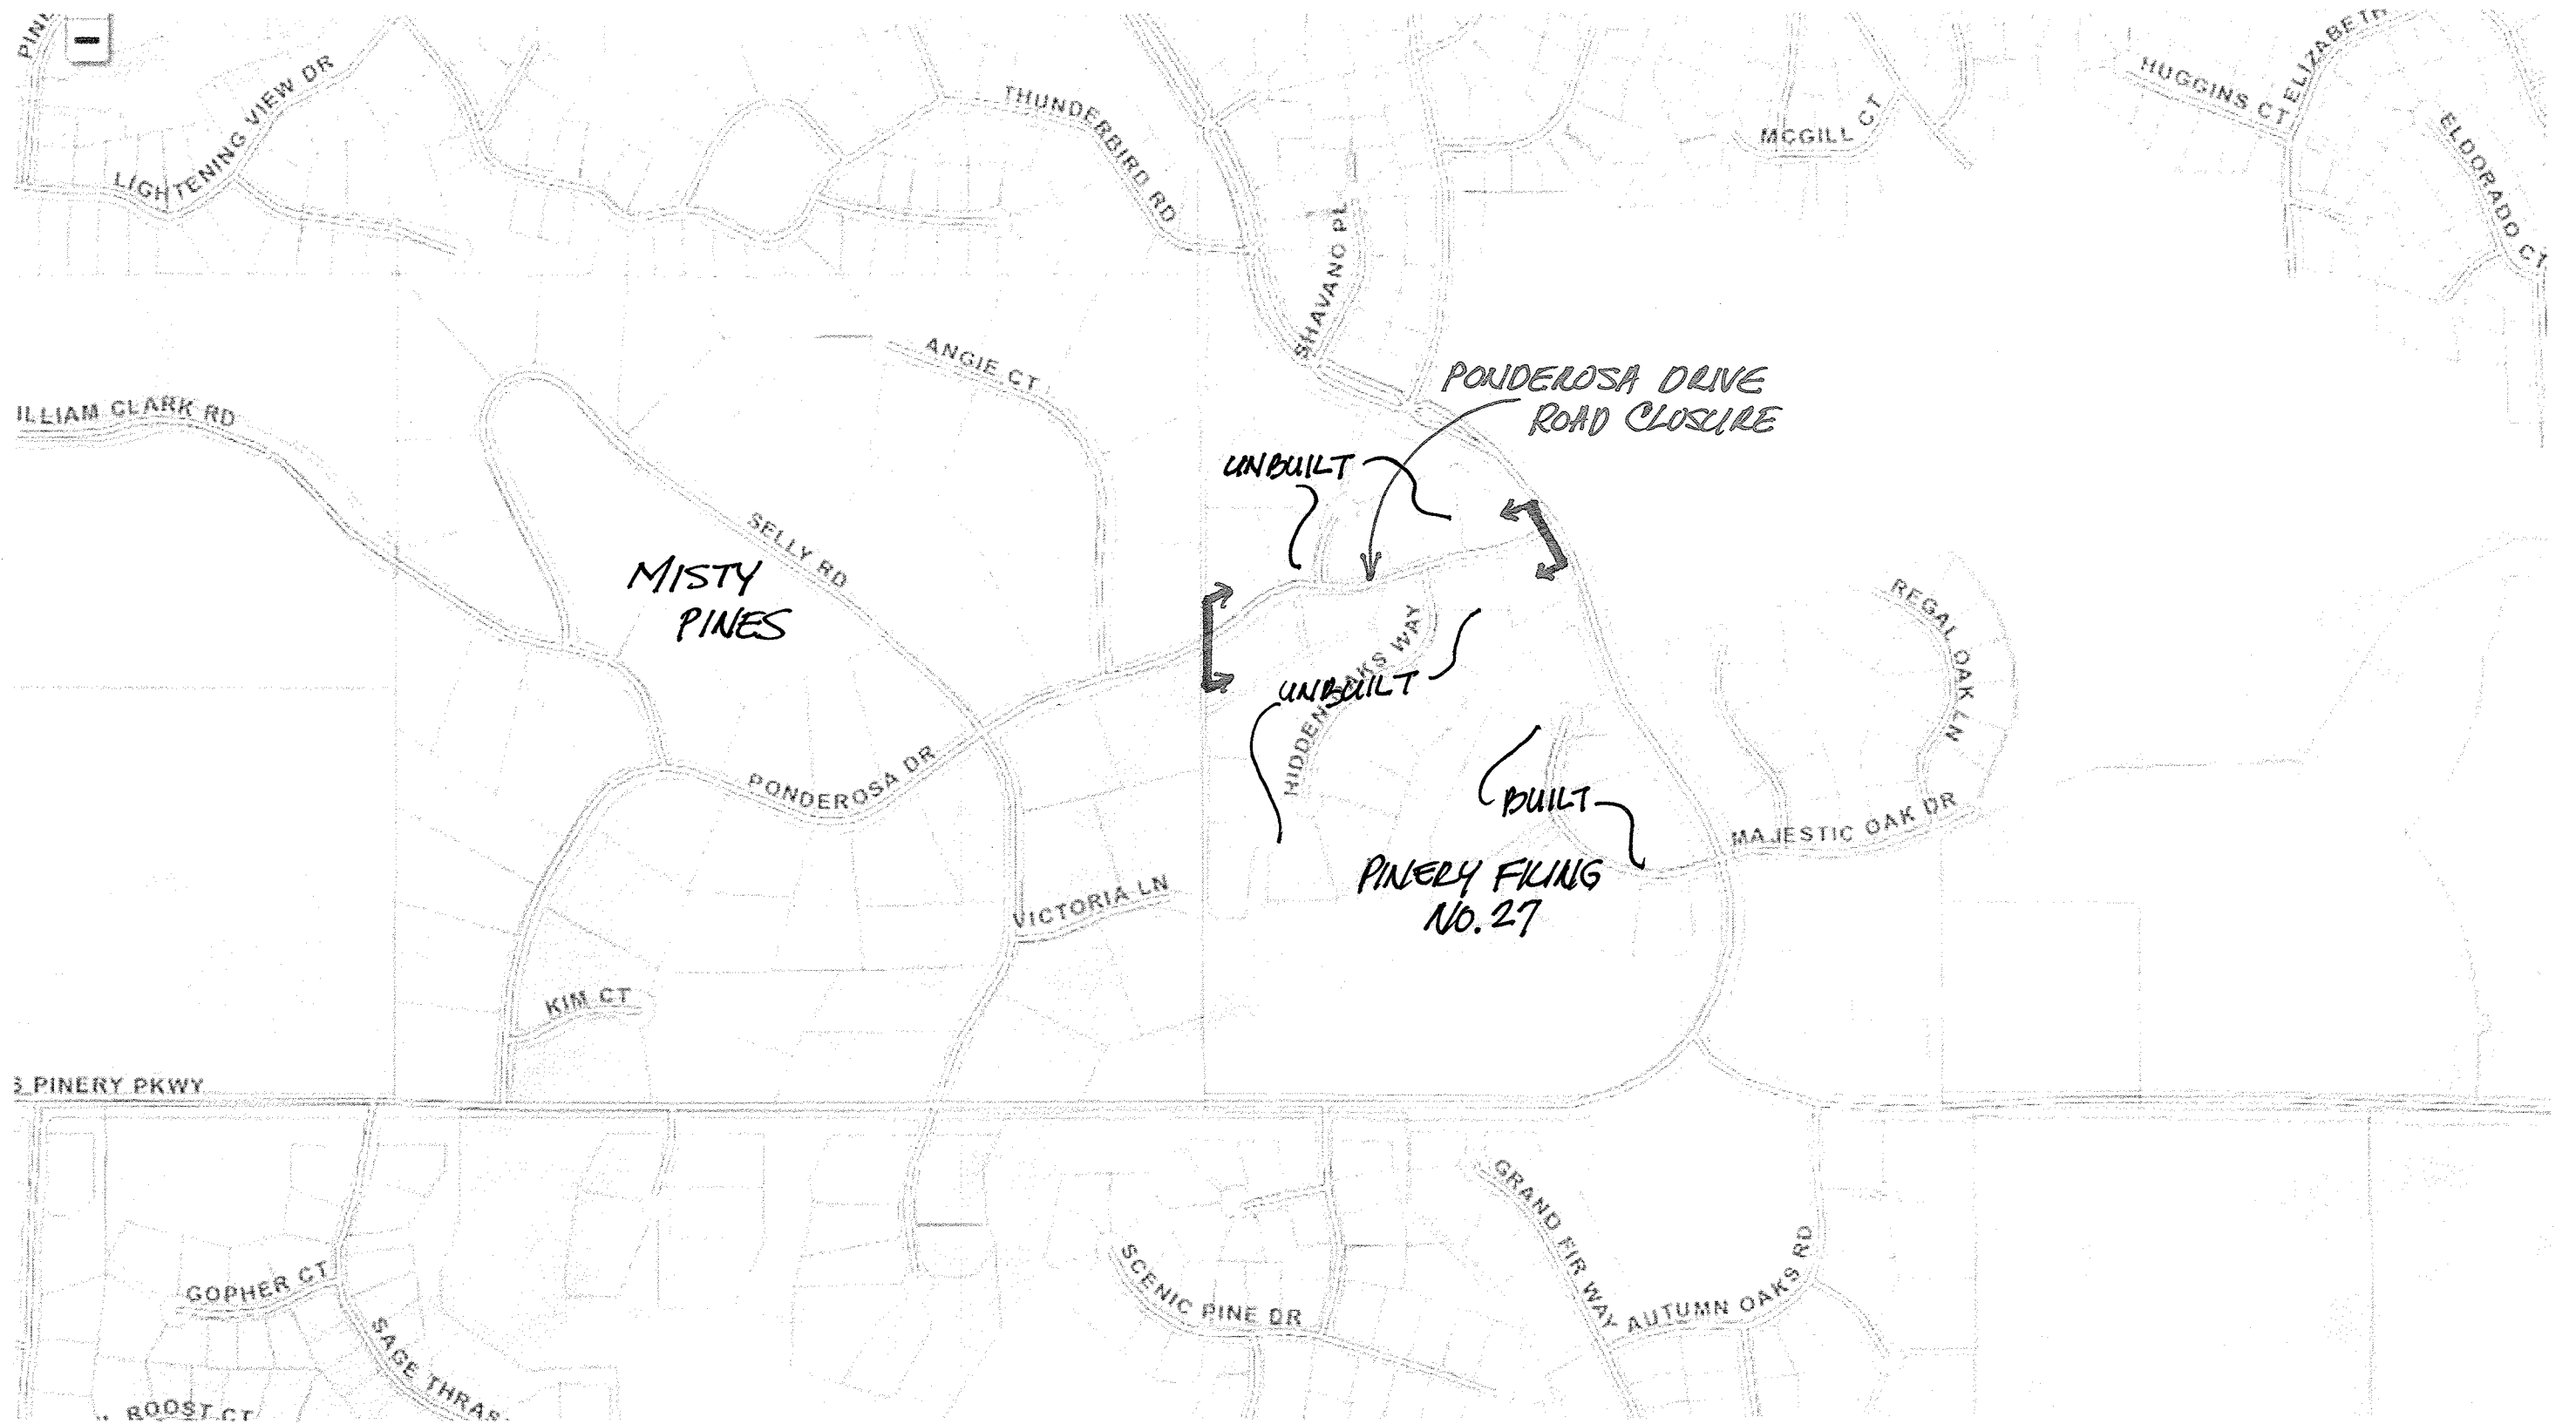 LIGHTENING VIEW DR
THUNDERBIRD RD
SHAVANO PL
MCGILL CT
HUGGINS CT
ELIZABETH
ELDORADO CT
ANGIE CT
ILLIAM CLARK RD
SELLY RD
MISTY
PINES
PONDEROSA DRIVE
ROAD CLOSURE
UNBUILT
UNBUILT
HIDDEN OAKS WAY
BUILT
PINERY FILING
NO. 27
REGAL OAK LN
MAJESTIC OAK DR
PONDEROSA DR
VICTORIA LN
KIM CT
S PINERY PKWY
GOPHER CT
SAGE THRAS
ROOST CT
SCENIC PINE DR
GRAND FIR WAY
AUTUMN OAKS RD